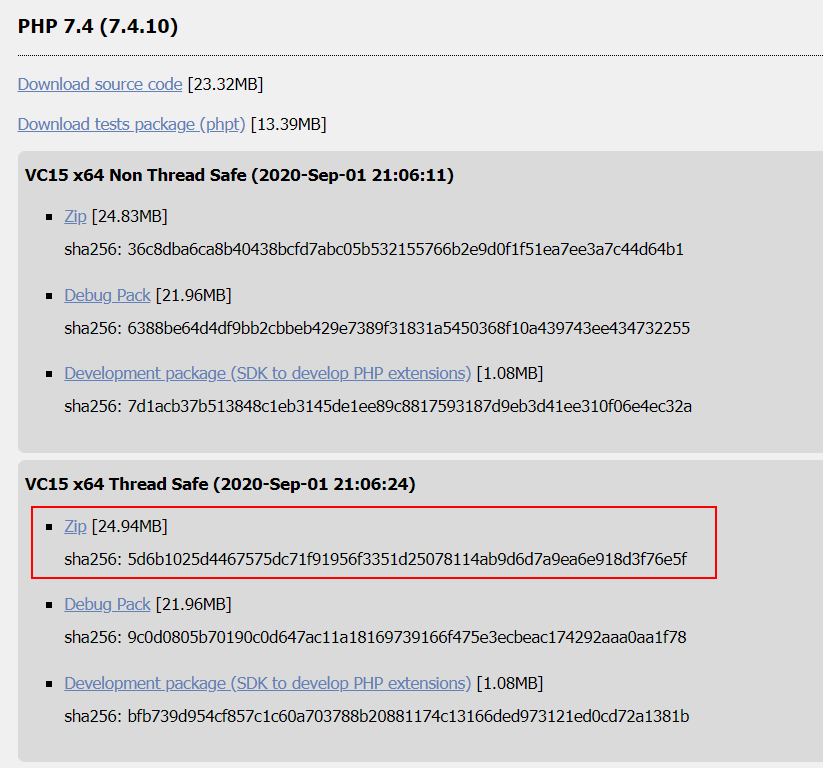 PHP 7.4 (7.4.10)
Download source code [23.32MB]
Download tests package (phpt) [13.39MB]
VC15 x64 Non Thread Safe (2020-Sep-01 21:06:11)
Zip [24.83MB]
sha256: 36c8dba6ca8b40438bcfd7abc05b532155766b2e9d0f1f51ea7ee3a7c44d64b1
Debug Pack [21.96MB]
sha256: 6388be64d4df9bb2cbbeb429e7389f31831a5450368f10a439743ee434732255
Development package (SDK to develop PHP extensions) [1.08MB]
sha256: 7d1acb37b513848c1eb3145de1ee89c8817593187d9eb3d41ee310f06e4ec32a
VC15 x64 Thread Safe (2020-Sep-01 21:06:24)
Zip [24.94MB]
sha256: 5d6b1025d4467575dc71f91956f3351d25078114ab9d6d7a9ea6e918d3f76e5f
Debug Pack [21.96MB]
sha256: 9c0d0805b70190c0d647ac11a18169739166f475e3ecbeac174292aaa0aa1f78
Development package (SDK to develop PHP extensions) [1.08MB]
sha256: bfb739d954cf857c1c60a703788b20881174c13166ded973121ed0cd72a1381b